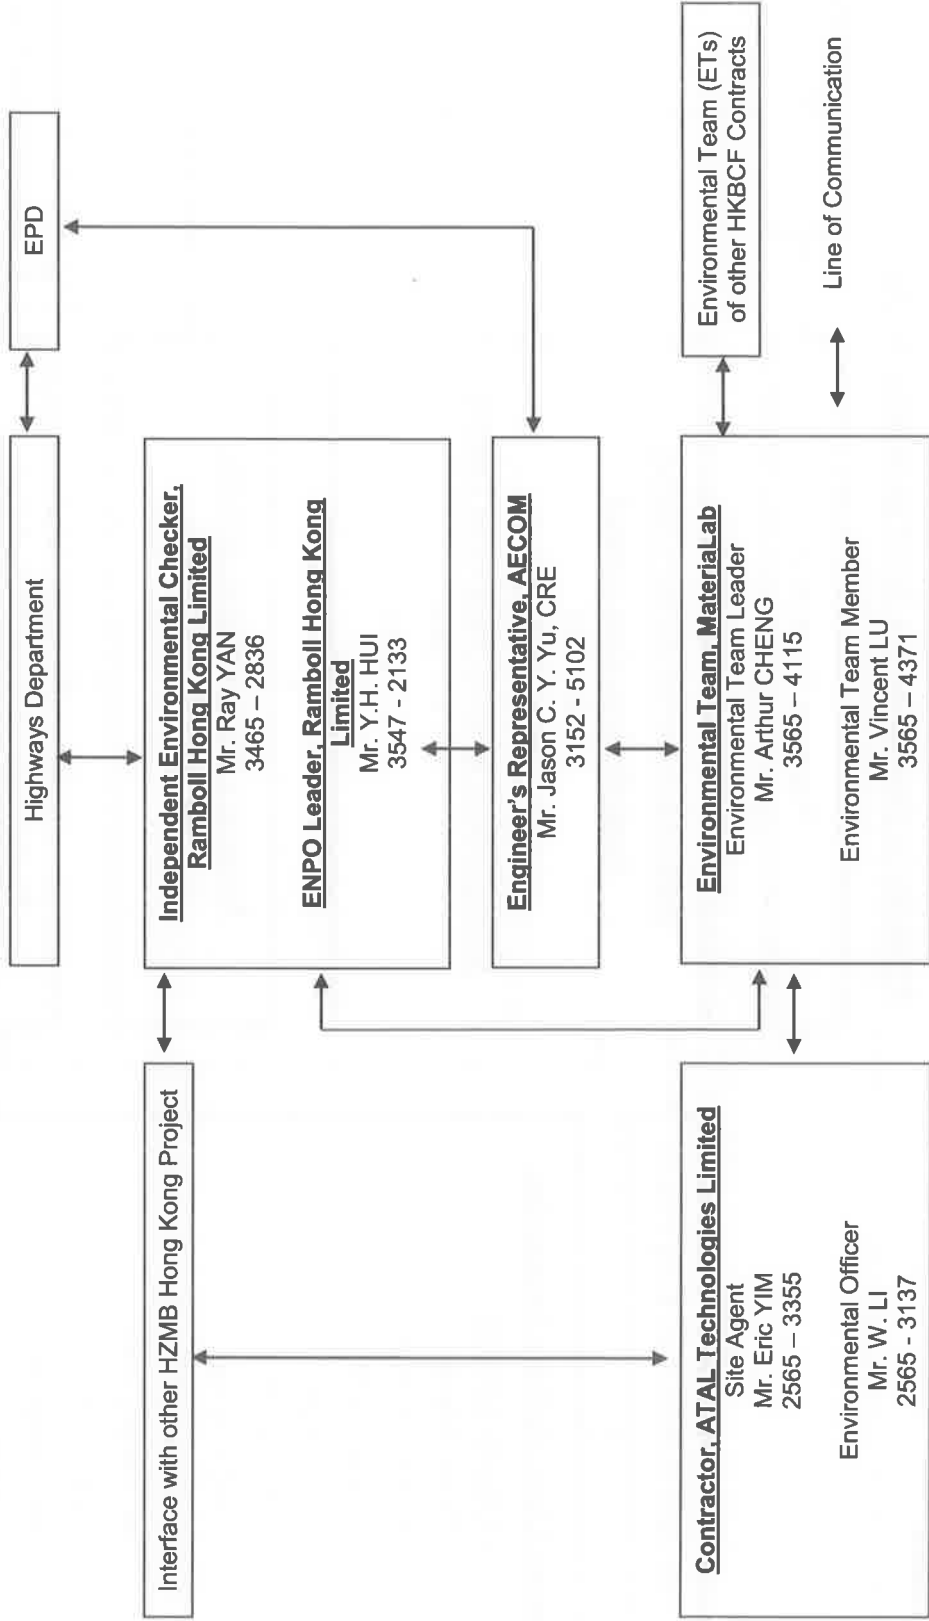 Highways Department
EPD
Interface with other HZMB Hong Kong Project
Independent Environmental Checker,
Ramboll Hong Kong Limited
Mr. Ray YAN
3465 – 2836
ENPO Leader, Ramboll Hong Kong
Limited
Mr. Y.H. HUI
3547 - 2133
Engineer's Representative, AECOM
Mr. Jason C. Y. Yu, CRE
3152 - 5102
Contractor, ATAL Technologies Limited
Site Agent
Mr. Eric YIM
2565 – 3355
Environmental Officer
Mr. W. LI
2565 - 3137
Environmental Team, MateriaLab
Environmental Team Leader
Mr. Arthur CHENG
3565 – 4115
Environmental Team Member
Mr. Vincent LU
3565 – 4371
Environmental Team (ETs)
of other HKBCF Contracts
Line of Communication